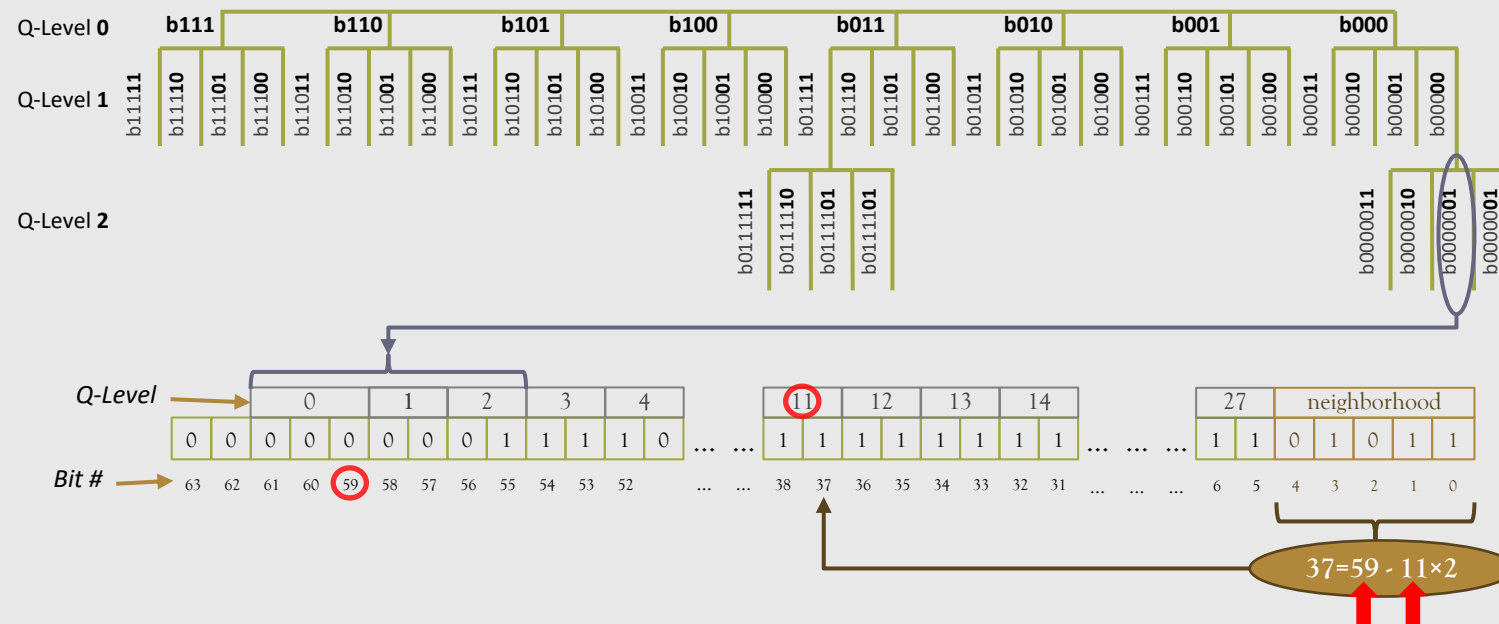 Q-Level 0 b111 b110 b101 b100 b011 b010 b001 b000
Q-Level 1 b11111 b11110 b11101 b11100 b11011 b11010 b11001 b11000 b10111 b10110 b10101 b10100 b10011 b10010 b10001 b10000 b01111 b01110 b01101 b01100 b01011 b01010 b01001 b01000 b00111 b00110 b00101 b00100 b00011 b00010 b00001 b00000
Q-Level 2 b0111111 b0111110 b0111101 b0111101 b0000011 b0000010 b0000001 b0000001
Q-Level 0 1 2 3 4 11 12 13 14 27 neighborhood
0 0 0 0 0 0 0 0 1 1 1 1 0 ... ... 1 1 1 1 1 1 1 1 ... ... ... 1 1 0 1 0 1 1
Bit # 63 62 61 60 59 58 57 56 55 54 53 52 ... ... 38 37 36 35 34 33 32 31 ... ... ... 6 5 4 3 2 1 0
37=59 - 11×2